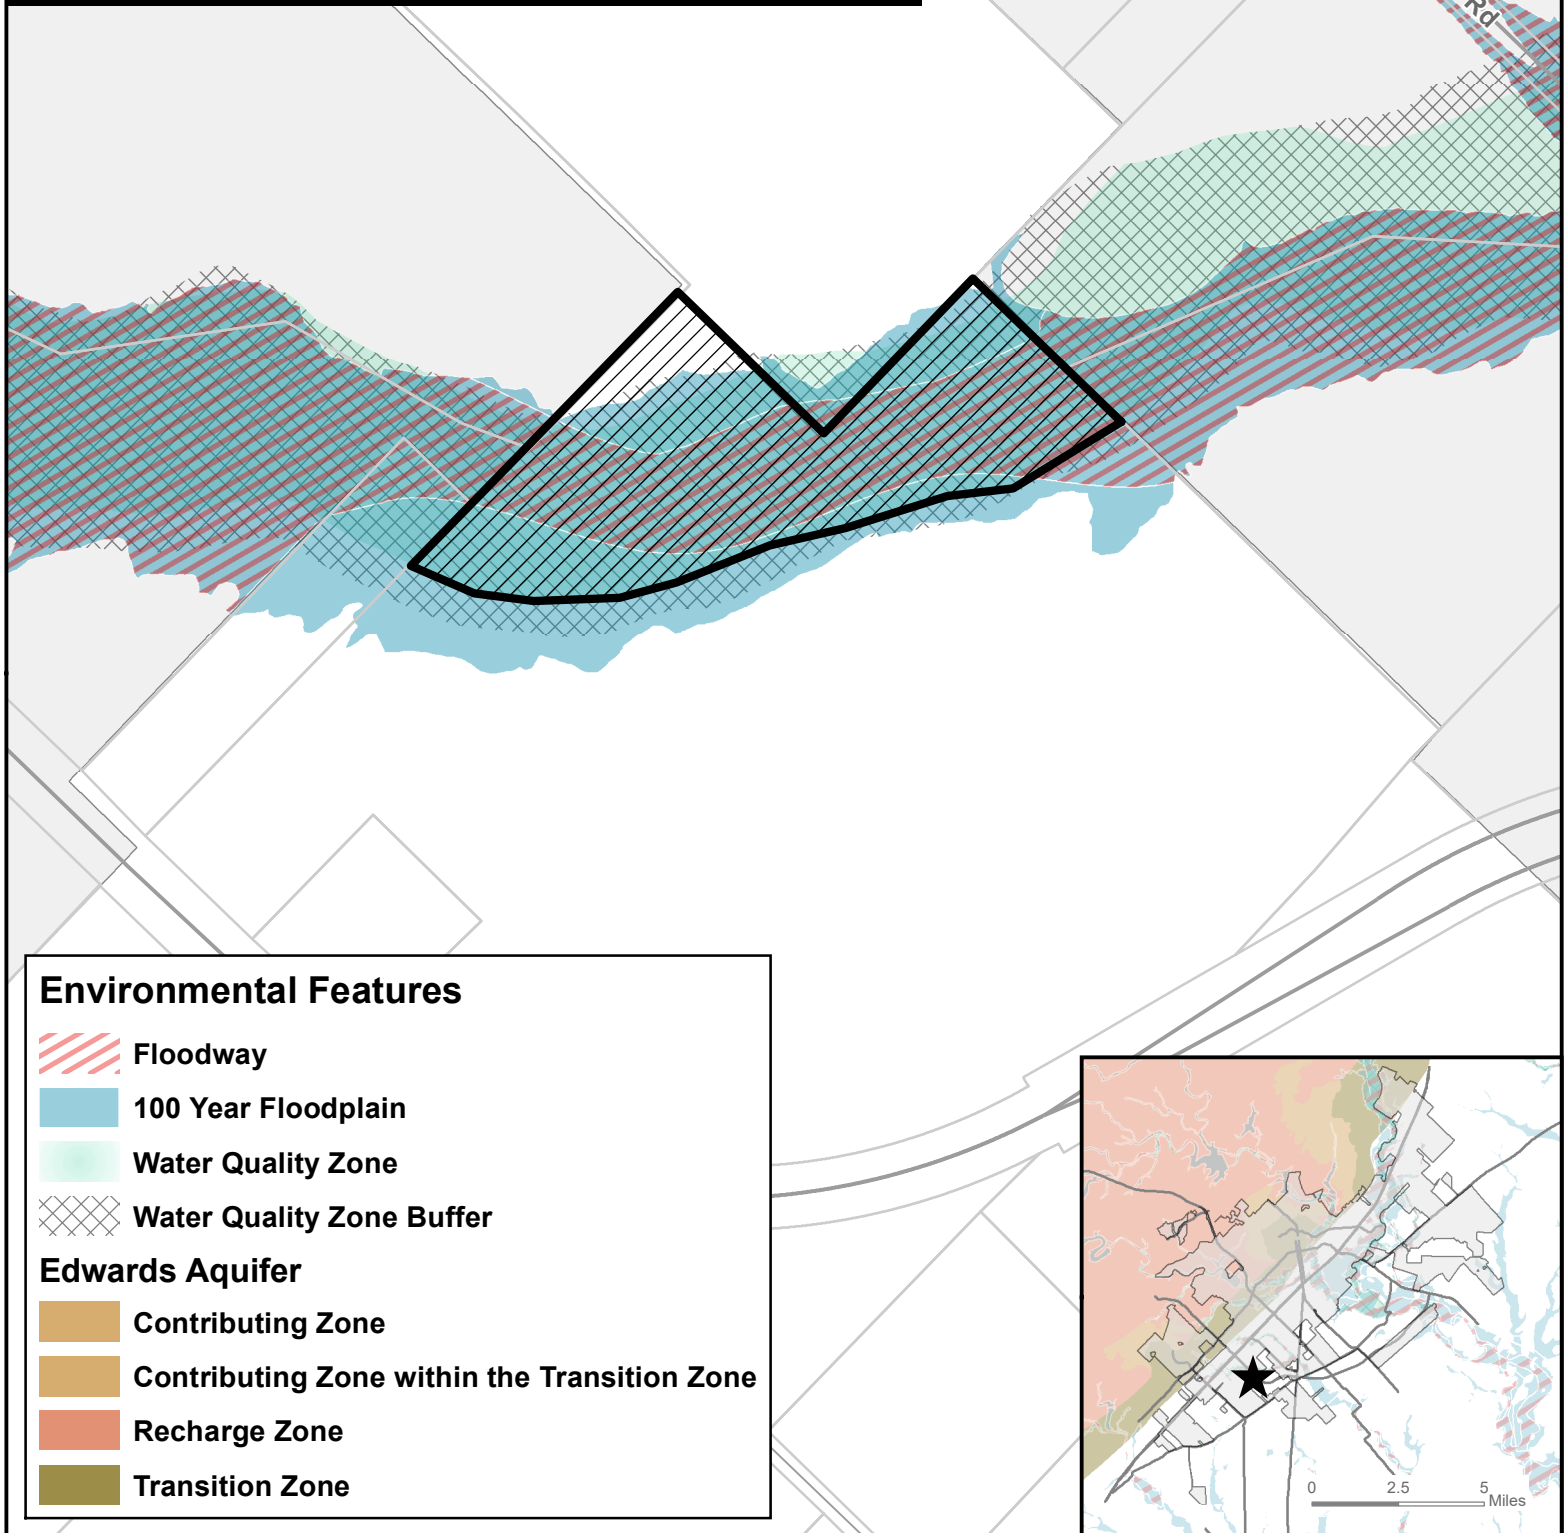 Rd
Environmental Features
Floodway
100 Year Floodplain
Water Quality Zone
Water Quality Zone Buffer
Edwards Aquifer
Contributing Zone
Contributing Zone within the Transition Zone
Recharge Zone
Transition Zone
0 2.5 5
Miles